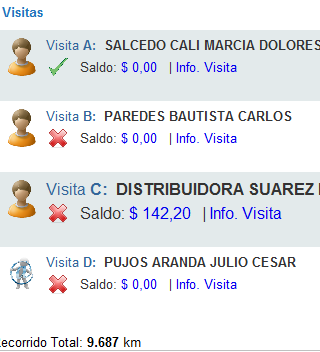 Visitas
Visita A: SALCEDO CALI MARCIA DOLORES
Saldo: $ 0,00 | Info. Visita
Visita B: PAREDES BAUTISTA CARLOS
Saldo: $ 0,00 | Info. Visita
Visita C: DISTRIBUIDORA SUAREZ
Saldo: $ 142,20 | Info. Visita
Visita D: PUJOS ARANDA JULIO CESAR
Saldo: $ 0,00 | Info. Visita
ecorrido Total: 9.687 km